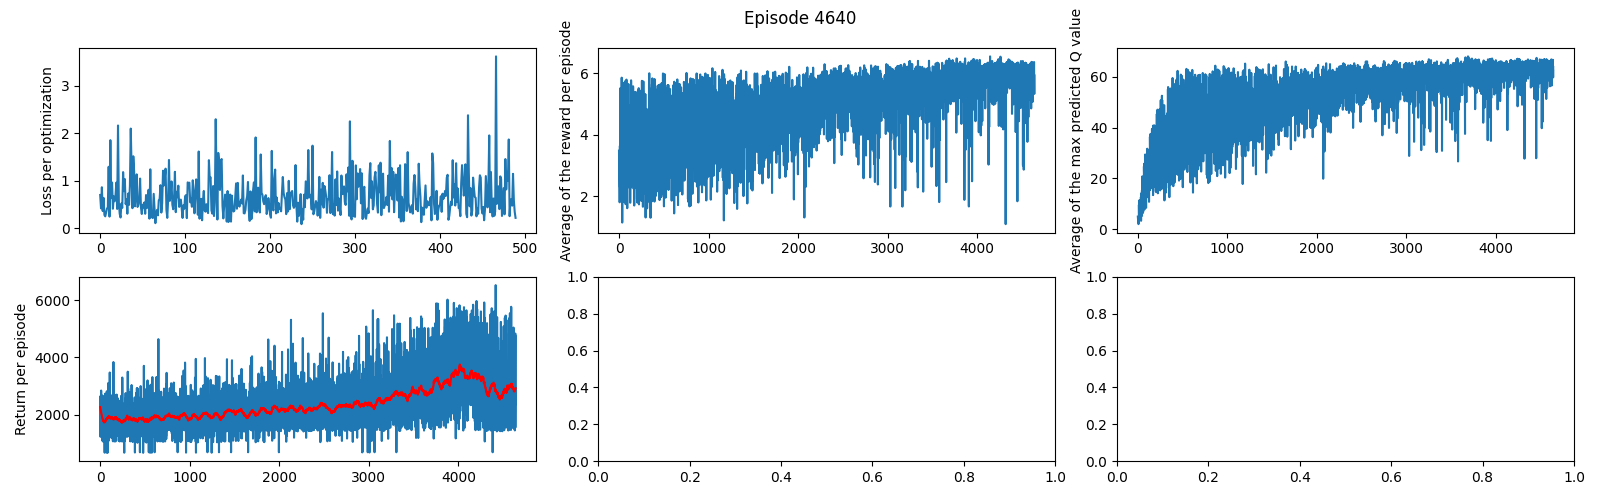 Episode 4640
Loss per optimization
3
2
1
0
0 100 200 300 400 500
Average of the reward per episode
6
4
2
0 1000 2000 3000 4000
Average of the max predicted Q value
60
40
20
0
0 1000 2000 3000 4000
Return per episode
6000
4000
2000
0 1000 2000 3000 4000
1.0
0.8
0.6
0.4
0.2
0.0
0.0 0.2 0.4 0.6 0.8 1.0
1.0
0.8
0.6
0.4
0.2
0.0
0.0 0.2 0.4 0.6 0.8 1.0